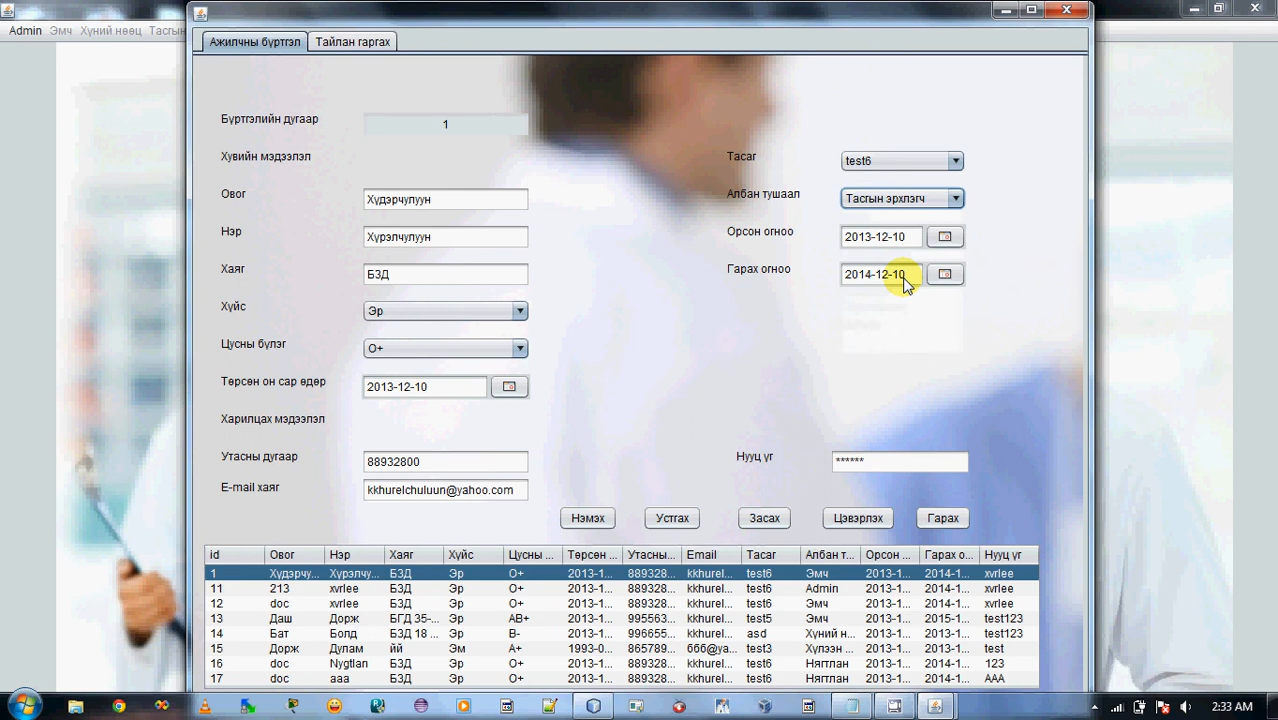 Admin Эмч Хүний нөөц Тасгын
Ажилчны бүртгэл Тайлан гаргах
Бүртгэлийн дугаар 1
Хувийн мэдээлэл Тасаг test6
Овог Хүдэрчулуун Албан тушаал Тасгын эрхлэгч
Нэр Хүрэлчулуун Орсон огноо 2013-12-10
Хаяг БЗД Гарах огноо 2014-12-10
Хүйс Эр
Цусны бүлэг O+
Төрсөн он сар өдөр 2013-12-10
Харилцах мэдээлэл
Утасны дугаар 88932800 Нууц үг ******
E-mail хаяг kkhurelchuluun@yahoo.com
Нэмэх Устгах Засах Цэвэрлэх Гарах
id Овог Нэр Хаяг Хүйс Цусны ... Төрсөн ... Утасны... Email Тасаг Албан т... Орсон ... Гарах о... Нууц үг
1 Хүдэрчу... Хүрэлчу... БЗД Эр O+ 2013-1... 889328... kkhurel... test6 Эмч 2013-1... 2014-1... xvrlee
11 213 xvrlee БЗД Эр O+ 2013-1... 889328... kkhurel... test6 Admin 2013-1... 2014-1... xvrlee
12 doc xvrlee БЗД Эр O+ 2013-1... 889328... kkhurel... test6 Эмч 2013-1... 2014-1... xvrlee
13 Даш Дорж БГД 35-... Эр AB+ 2013-1... 995563... kkhurel... test5 Эмч 2013-1... 2015-1... test123
14 Бат Болд БЗД 18 ... Эр B- 2013-1... 996655... kkhurel... asd Хүний н... 2013-1... 2014-1... test123
15 Дорж Дулам йй Эм A+ 1993-0... 865789... ббб@ya... test3 Хүлээн ... 2013-1... 2014-1... test
16 doc Nygtlan БЗД Эр O+ 2013-1... 889328... kkhurel... test6 Нягтлан 2013-1... 2014-1... 123
17 doc aaa БЗД Эр O+ 2013-1... 889328... kkhurel... test6 Нягтлан 2013-1... 2014-1... AAA
2:33 AM